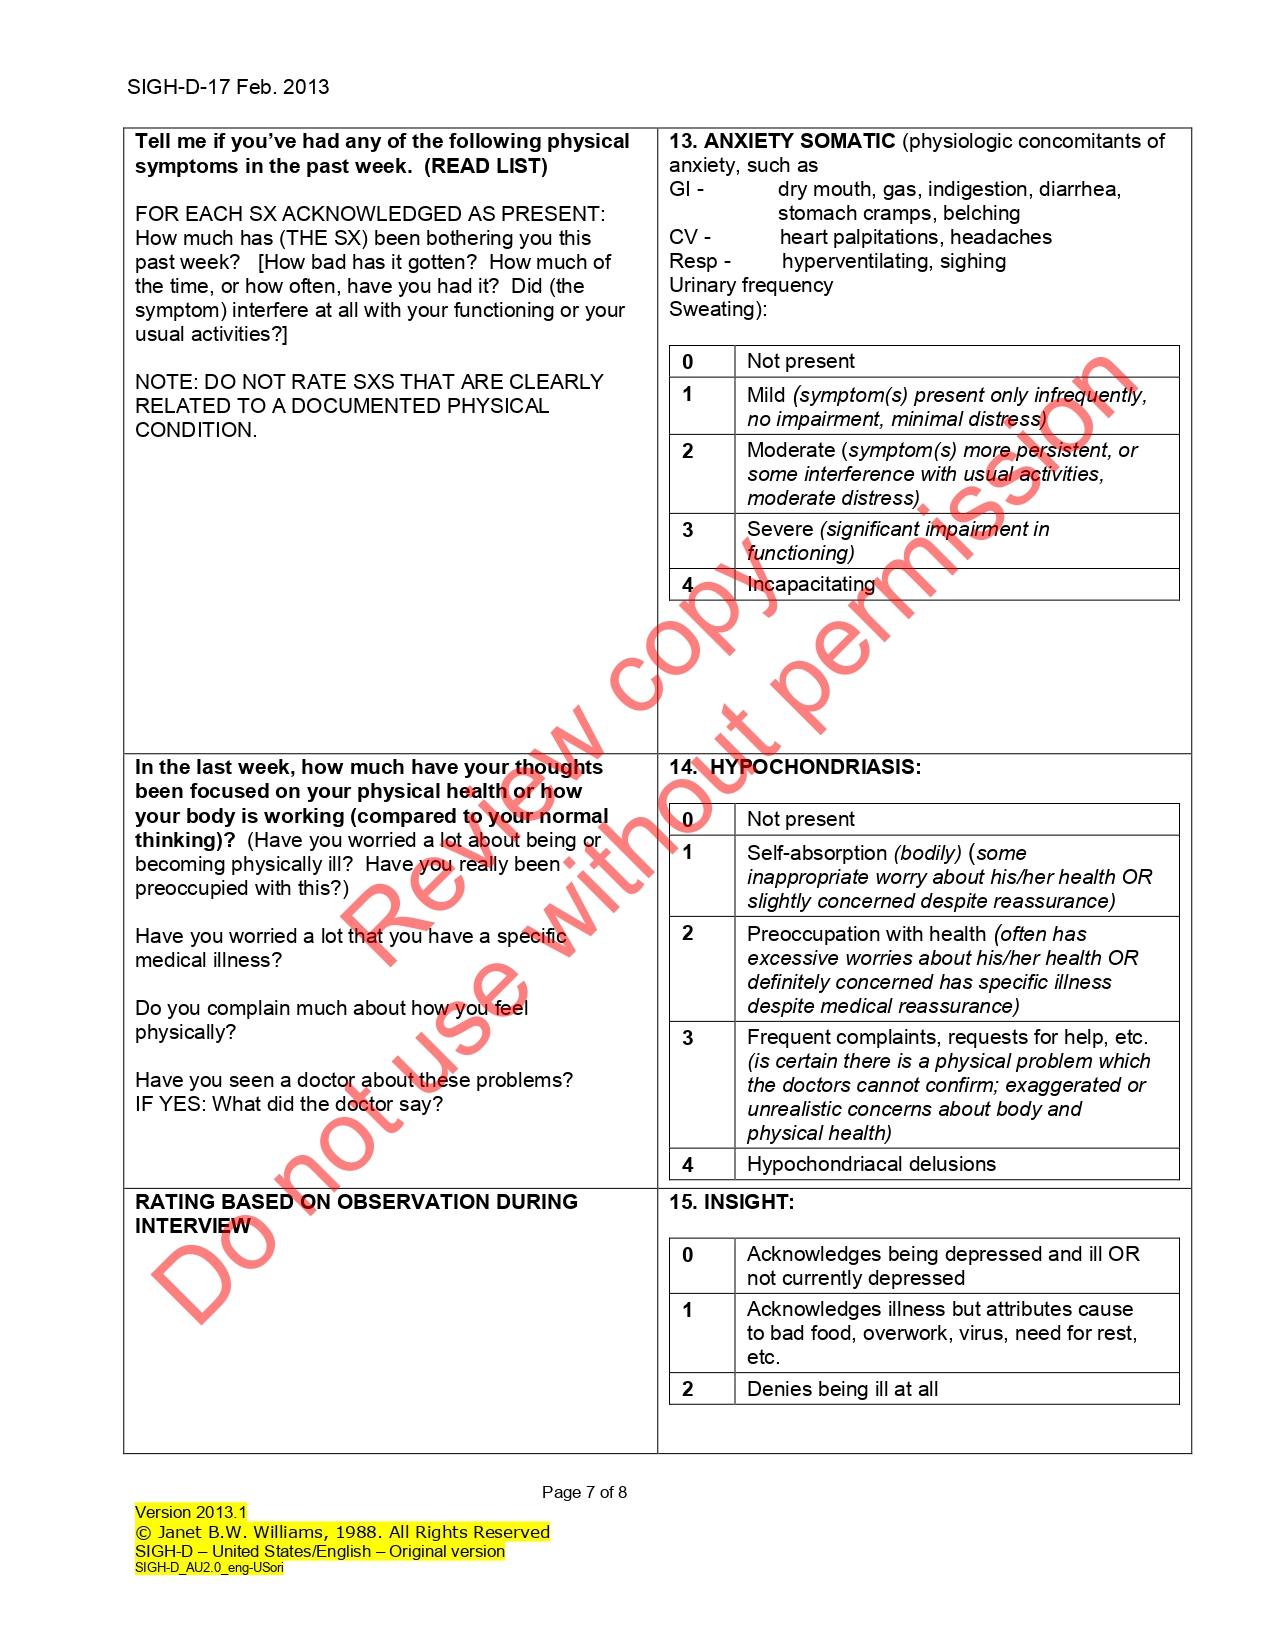 SIGH-D-17 Feb. 2013
Tell me if you’ve had any of the following physical
symptoms in the past week.  (READ LIST)
FOR EACH SX ACKNOWLEDGED AS PRESENT:
How much has (THE SX) been bothering you this
past week?   [How bad has it gotten?  How much of
the time, or how often, have you had it?  Did (the
symptom) interfere at all with your functioning or your
usual activities?]
NOTE: DO NOT RATE SXS THAT ARE CLEARLY
RELATED TO A DOCUMENTED PHYSICAL
CONDITION.
13. ANXIETY SOMATIC (physiologic concomitants of
anxiety, such as
GI - dry mouth, gas, indigestion, diarrhea,
stomach cramps, belching
CV - heart palpitations, headaches
Resp - hyperventilating, sighing
Urinary frequency
Sweating):
0 Not present
1 Mild (symptom(s) present only infrequently,
no impairment, minimal distress)
2 Moderate (symptom(s) more persistent, or
some interference with usual activities,
moderate distress)
3 Severe (significant impairment in
functioning)
4 Incapacitating
In the last week, how much have your thoughts
been focused on your physical health or how
your body is working (compared to your normal
thinking)?  (Have you worried a lot about being or
becoming physically ill?  Have you really been
preoccupied with this?)
Have you worried a lot that you have a specific
medical illness?
Do you complain much about how you feel
physically?
Have you seen a doctor about these problems?
IF YES: What did the doctor say?
14.  HYPOCHONDRIASIS:
0 Not present
1 Self-absorption (bodily) (some
inappropriate worry about his/her health OR
slightly concerned despite reassurance)
2 Preoccupation with health (often has
excessive worries about his/her health OR
definitely concerned has specific illness
despite medical reassurance)
3 Frequent complaints, requests for help, etc.
(is certain there is a physical problem which
the doctors cannot confirm; exaggerated or
unrealistic concerns about body and
physical health)
4 Hypochondriacal delusions
RATING BASED ON OBSERVATION DURING
INTERVIEW
15. INSIGHT:
0 Acknowledges being depressed and ill OR
not currently depressed
1 Acknowledges illness but attributes cause
to bad food, overwork, virus, need for rest,
etc.
2 Denies being ill at all
Review copy
Do not use without permission
Page 7 of 8
Version 2013.1
© Janet B.W. Williams, 1988. All Rights Reserved
SIGH-D – United States/English – Original version
SIGH-D_AU2.0_eng-USori